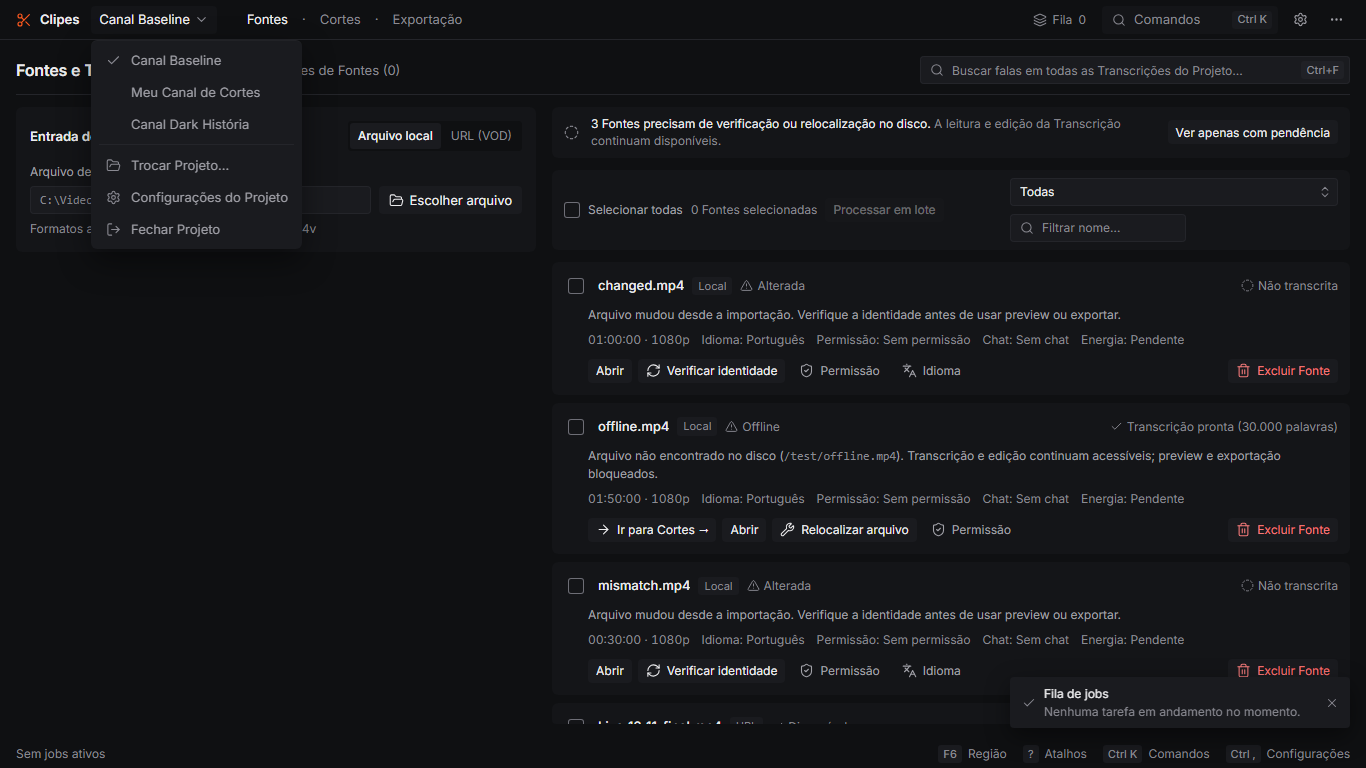 Clipes Canal Baseline Fontes · Cortes · Exportação Fila 0 Comandos Ctrl K
Canal Baseline
Meu Canal de Cortes
Canal Dark História
Trocar Projeto...
Configurações do Projeto
Fechar Projeto
Fontes e T es de Fontes (0) Buscar falas em todas as Transcrições do Projeto... Ctrl+F
Entrada d Arquivo local URL (VOD)
Arquivo de
C:\Videc Escolher arquivo
Formatos a 4v
3 Fontes precisam de verificação ou relocalização no disco. A leitura e edição da Transcrição
continuam disponíveis.
Ver apenas com pendência
Selecionar todas 0 Fontes selecionadas Processar em lote
Todas
Filtrar nome...
changed.mp4 Local Alterada Não transcrita
Arquivo mudou desde a importação. Verifique a identidade antes de usar preview ou exportar.
01:00:00 · 1080p Idioma: Português Permissão: Sem permissão Chat: Sem chat Energia: Pendente
Abrir Verificar identidade Permissão Idioma Excluir Fonte
offline.mp4 Local Offline Transcrição pronta (30.000 palavras)
Arquivo não encontrado no disco (/test/offline.mp4). Transcrição e edição continuam acessíveis; preview e exportação
bloqueados.
01:50:00 · 1080p Idioma: Português Permissão: Sem permissão Chat: Sem chat Energia: Pendente
Ir para Cortes → Abrir Relocalizar arquivo Permissão Excluir Fonte
mismatch.mp4 Local Alterada Não transcrita
Arquivo mudou desde a importação. Verifique a identidade antes de usar preview ou exportar.
00:30:00 · 1080p Idioma: Português Permissão: Sem permissão Chat: Sem chat Energia: Pendente
Abrir Verificar identidade Permissão Idioma Excluir Fonte
Fila de jobs
Nenhuma tarefa em andamento no momento.
Sem jobs ativos F6 Região ? Atalhos Ctrl K Comandos Ctrl , Configurações